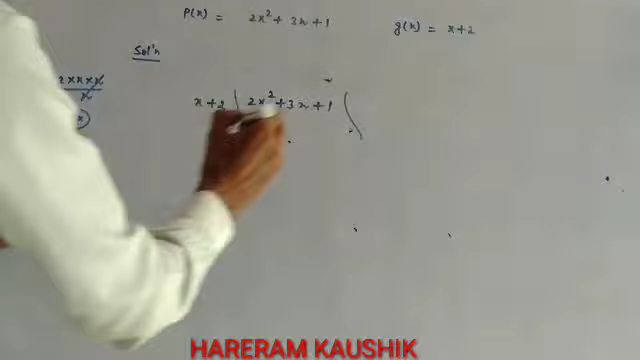 P(x) = 2x² + 3x + 1
g(x) = x + 2
Sol'n
x + 2 ) 2x² + 3x + 1 (
HARERAM KAUSHIK